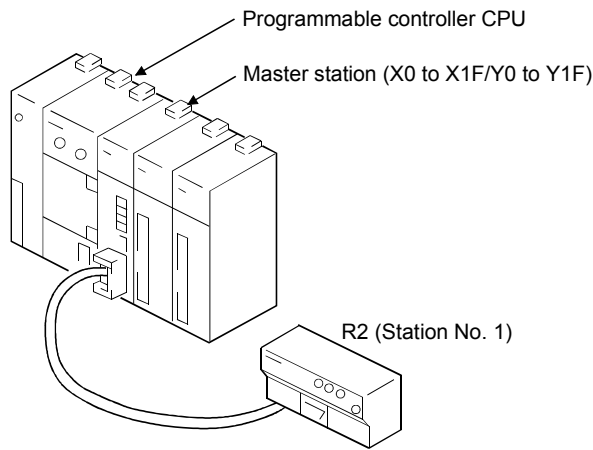 Programmable controller CPU
Master station (X0 to X1F/Y0 to Y1F)
R2 (Station No. 1)